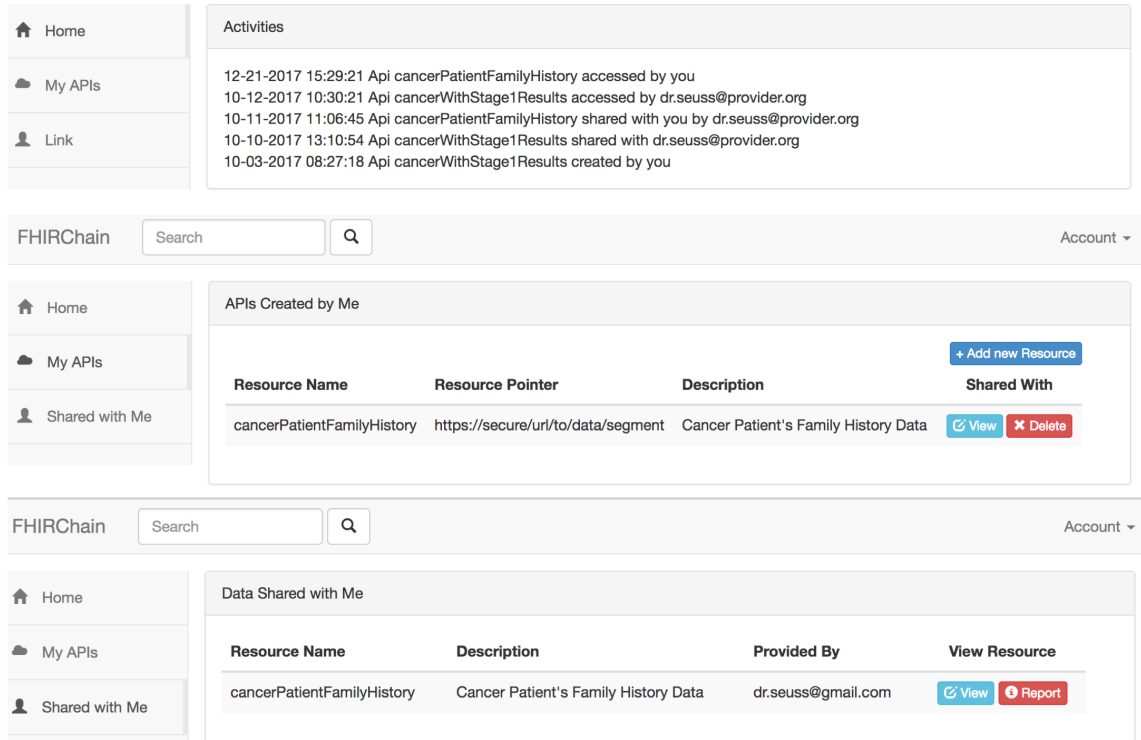 Home
My APIs
Link
Activities
12-21-2017 15:29:21 Api cancerPatientFamilyHistory accessed by you
10-12-2017 10:30:21 Api cancerWithStage1Results accessed by dr.seuss@provider.org
10-11-2017 11:06:45 Api cancerPatientFamilyHistory shared with you by dr.seuss@provider.org
10-10-2017 13:10:54 Api cancerWithStage1Results shared with dr.seuss@provider.org
10-03-2017 08:27:18 Api cancerWithStage1Results created by you
FHIRChain Search Account
Home
My APIs
Shared with Me
APIs Created by Me
+ Add new Resource
Resource Name Resource Pointer Description Shared With
cancerPatientFamilyHistory https://secure/url/to/data/segment Cancer Patient's Family History Data View Delete
FHIRChain Search Account
Home
My APIs
Shared with Me
Data Shared with Me
Resource Name Description Provided By View Resource
cancerPatientFamilyHistory Cancer Patient's Family History Data dr.seuss@gmail.com View Report